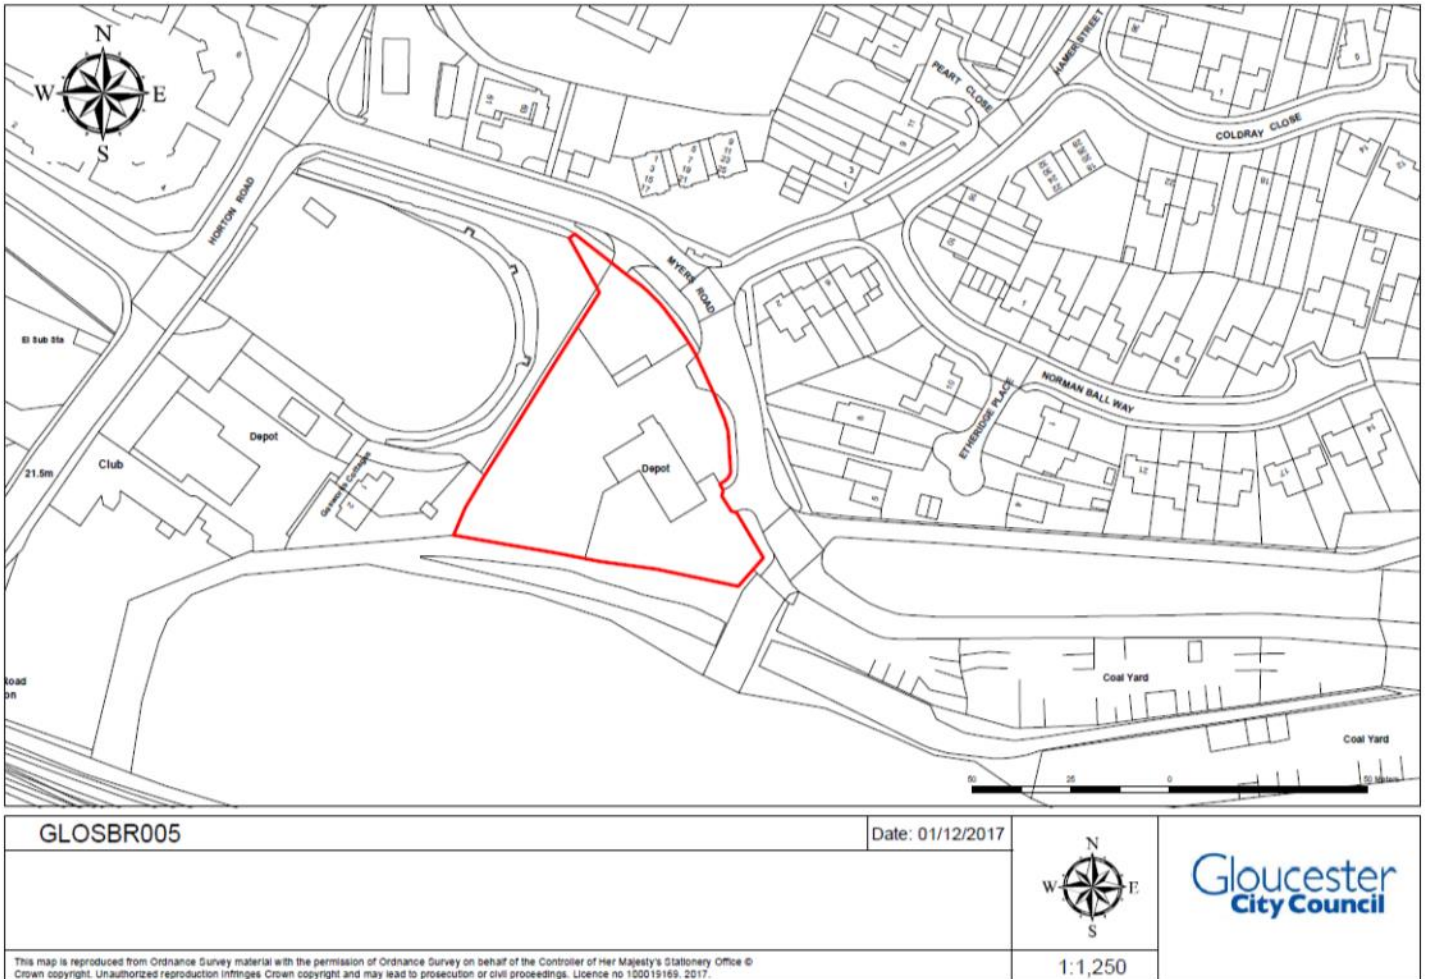 N
W
E
S
HORTON ROAD
PEART CLOSE
HAMER STREET
COLDRAY CLOSE
MYERS ROAD
El Sub Sta
NORMAN BALL WAY
ETHERIDGE PLACE
Depot
Club
21.5m
Gasworks Cottages
Depot
Coal Yard
Coal Yard
50 25 0 50 Meters
GLOSBR005
Date: 01/12/2017
N
W
E
S
Gloucester
City Council
This map is reproduced from Ordnance Survey material with the permission of Ordnance Survey on behalf of the Controller of Her Majesty's Stationery Office ©
Crown copyright. Unauthorized reproduction infringes Crown copyright and may lead to prosecution or civil proceedings. Licence no 100019169. 2017.
1:1,250